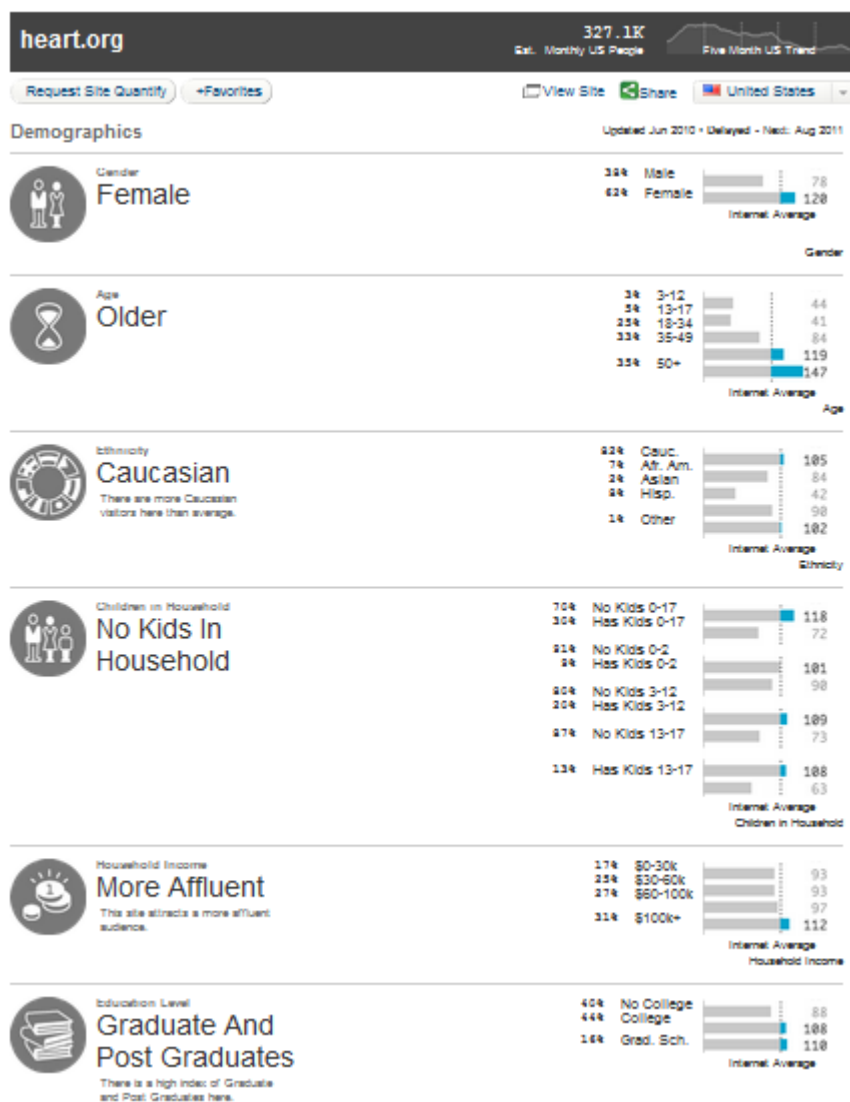 heart.org
327.1K
Est. Monthly US People
Five Month US Trend
Request Site Quantify +Favorites
View Site Share United States
Demographics
Updated Jun 2010 • Delayed - Next: Aug 2011
Gender
Female
38% Male 78
62% Female 120
Internet Average
Gender
Age
Older
3% 3-12 44
5% 13-17 41
25% 18-34 84
33% 35-49 119
35% 50+ 147
Internet Average
Age
Ethnicity
Caucasian
There are more Caucasian
visitors here than average.
82% Cauc. 105
7% Afr. Am. 84
2% Asian 42
8% Hisp. 90
1% Other 102
Internet Average
Ethnicity
Children in Household
No Kids In
Household
70% No Kids 0-17 118
30% Has Kids 0-17 72
91% No Kids 0-2 101
9% Has Kids 0-2 90
80% No Kids 3-12 109
20% Has Kids 3-12 73
87% No Kids 13-17 108
13% Has Kids 13-17 63
Internet Average
Children in Household
Household Income
More Affluent
This site attracts a more affluent
audience.
17% $0-30k 93
25% $30-60k 93
27% $60-100k 97
31% $100k+ 112
Internet Average
Household Income
Education Level
Graduate And
Post Graduates
There is a high index of Graduate
and Post Graduates here.
40% No College 88
44% College 108
16% Grad. Sch. 110
Internet Average